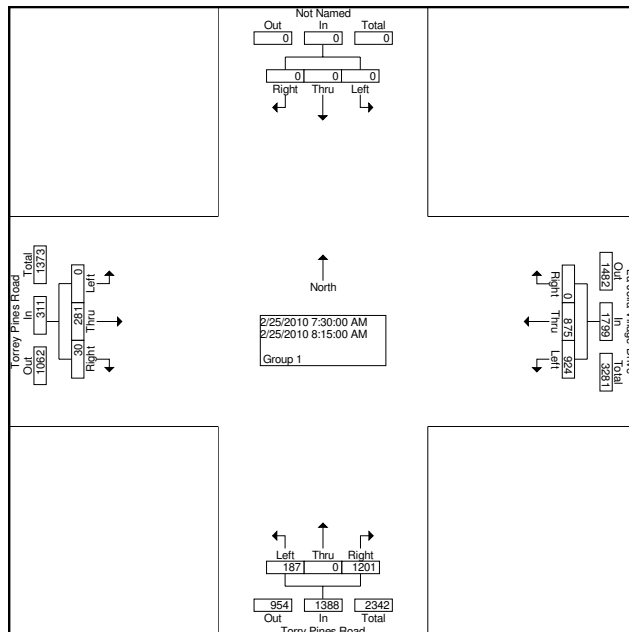 Not Named
Out In Total
0 0 0
0 0 0
Right Thru Left
North
2/25/2010 7:30:00 AM
2/25/2010 8:15:00 AM
Group 1
Torrey Pines Road
Total In Out
1373 311 1062
0 281 30
Left Thru Right
Out In Total
1482 1799 3281
0 875 924
Right Thru Left
Left Thru Right
187 0 1201
954 1388 2342
Out In Total
Torry Pines Road